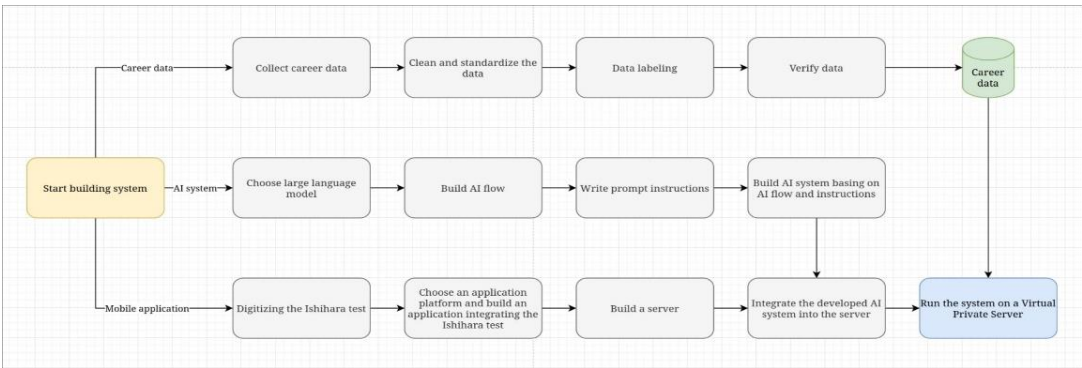 Career data
Collect career data
Clean and standardize the
data
Data labeling
Verify data
Career
data
Start building system
AI system
Choose large language
model
Build AI flow
Write prompt instructions
Build AI system basing on
AI flow and instructions
Mobile application
Digitizing the Ishihara test
Choose an application
platform and build an
application integrating the
Ishihara test
Build a server
Integrate the developed AI
system into the server
Run the system on a Virtual
Private Server